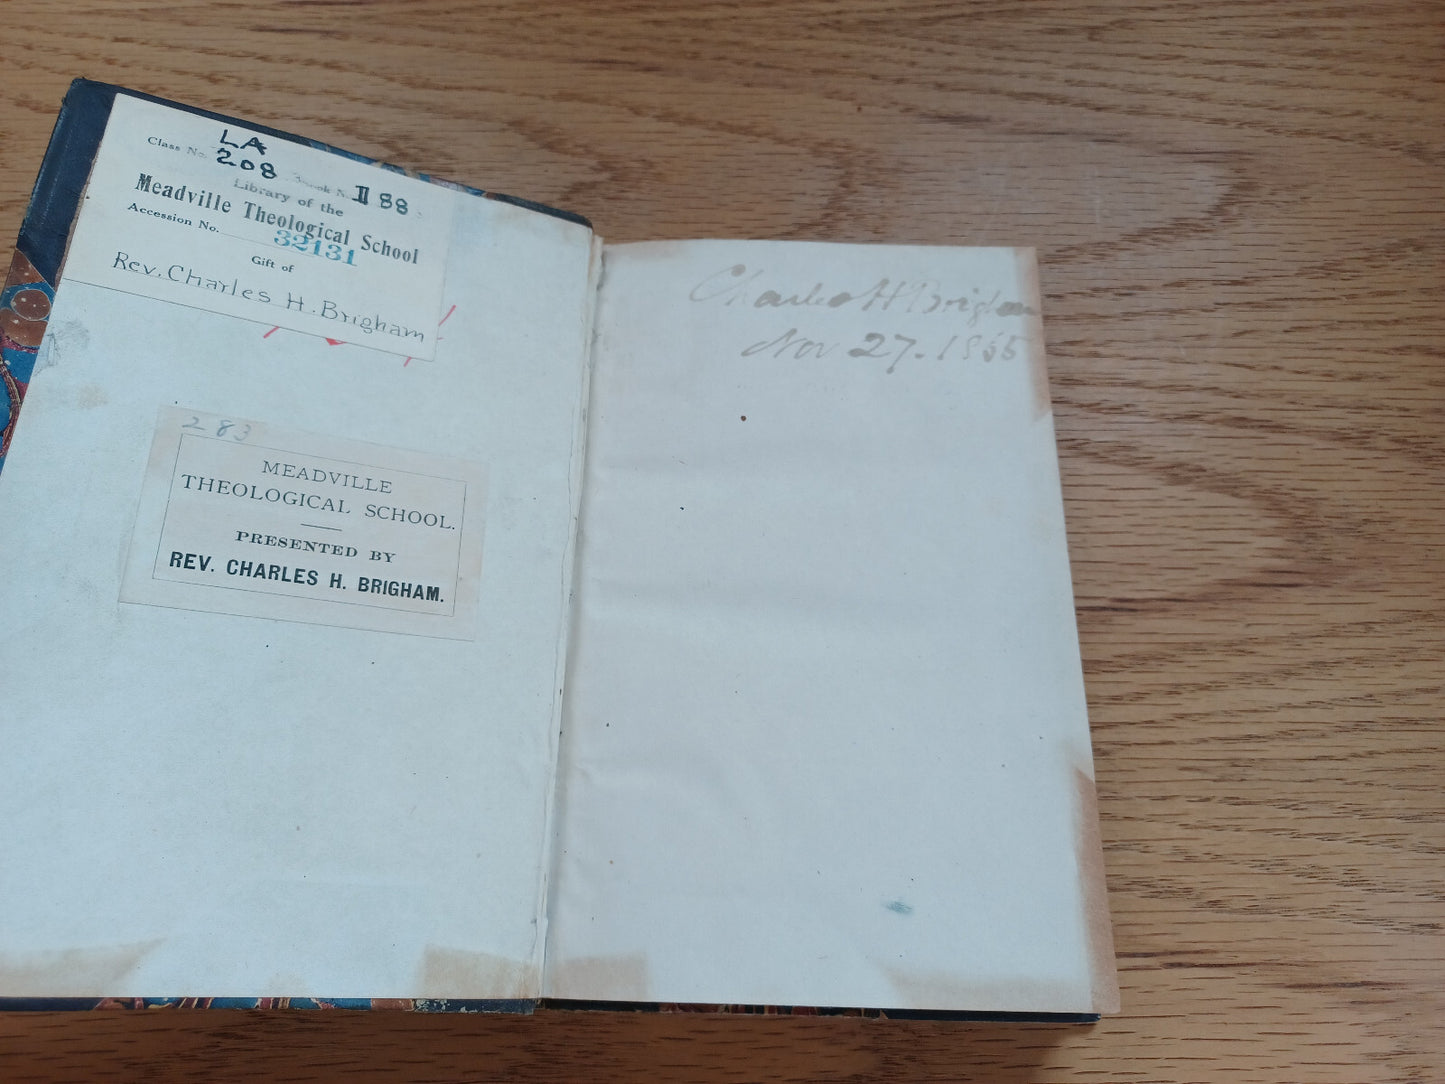 LA
Class No. 208 Book No. II 88
Library of the
Meadville Theological School
Accession No. 32131
Gift of
Rev. Charles H. Brigham
283
MEADVILLE
THEOLOGICAL SCHOOL.
PRESENTED BY
REV. CHARLES H. BRIGHAM.
Charles H Brigham
Nov 27. 1855